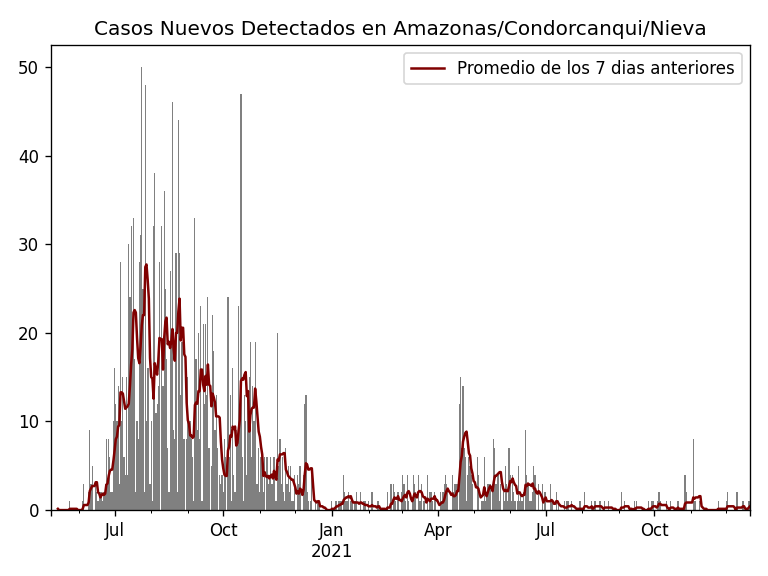 Casos Nuevos Detectados en Amazonas/Condorcanqui/Nieva
Promedio de los 7 dias anteriores
50
40
30
20
10
0
Jul
Oct
Jan
2021
Apr
Jul
Oct